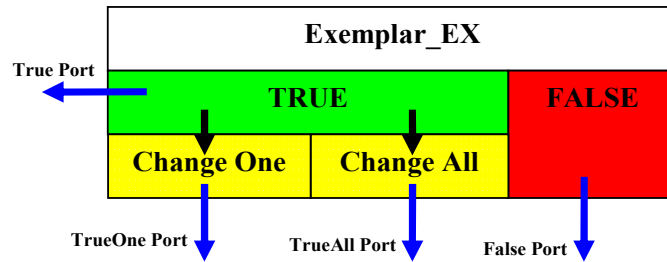 Exemplar_EX
True Port
TRUE
FALSE
Change One
Change All
TrueOne Port
TrueAll Port
False Port